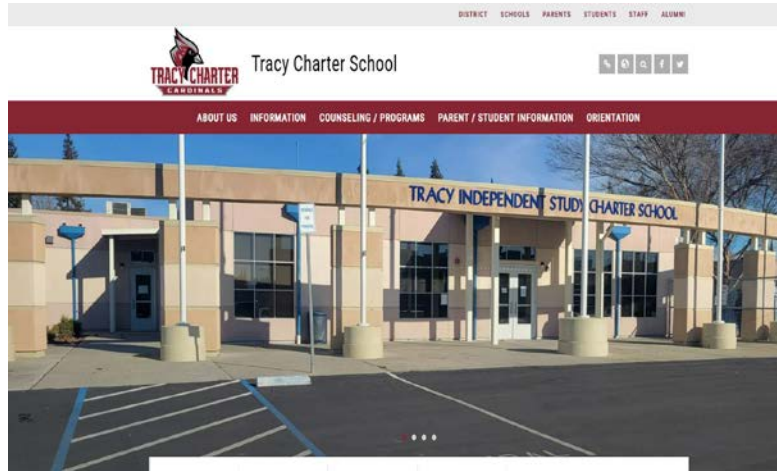 DISTRICT SCHOOLS PARENTS STUDENTS STAFF ALUMNI
TRACY CHARTER
CARDINALS
Tracy Charter School
ABOUT US INFORMATION COUNSELING / PROGRAMS PARENT / STUDENT INFORMATION ORIENTATION
TRACY INDEPENDENT STUDY CHARTER SCHOOL